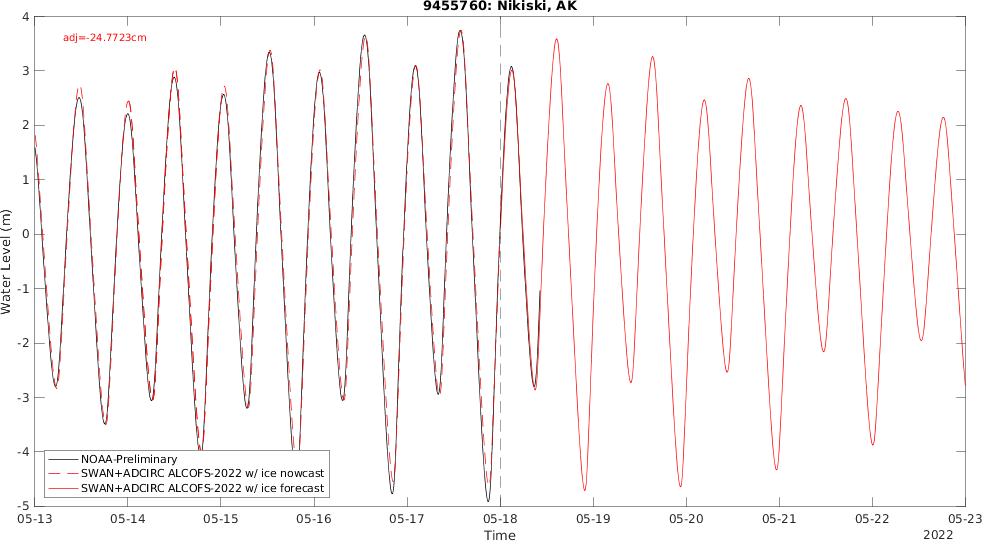 9455760: Nikiski, AK
adj=-24.7723cm
Water Level (m)
4
3
2
1
0
-1
-2
-3
-4
-5
NOAA-Preliminary
SWAN+ADCIRC ALCOFS-2022 w/ ice nowcast
SWAN+ADCIRC ALCOFS-2022 w/ ice forecast
05-13 05-14 05-15 05-16 05-17 05-18 05-19 05-20 05-21 05-22 05-23
Time
2022